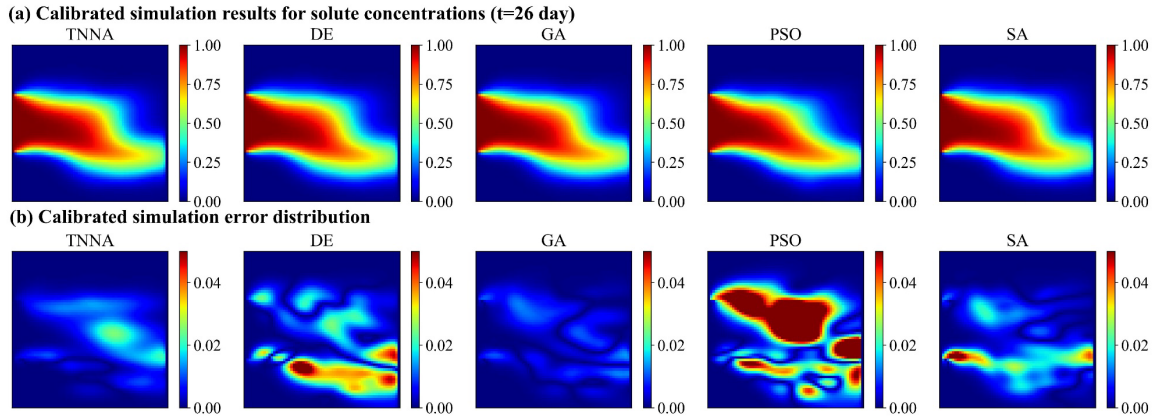 (a) Calibrated simulation results for solute concentrations (t=26 day)
TNNA DE GA PSO SA
1.00 1.00 1.00 1.00 1.00
0.75 0.75 0.75 0.75 0.75
0.50 0.50 0.50 0.50 0.50
0.25 0.25 0.25 0.25 0.25
0.00 0.00 0.00 0.00 0.00
(b) Calibrated simulation error distribution
TNNA DE GA PSO SA
0.04 0.04 0.04 0.04 0.04
0.02 0.02 0.02 0.02 0.02
0.00 0.00 0.00 0.00 0.00